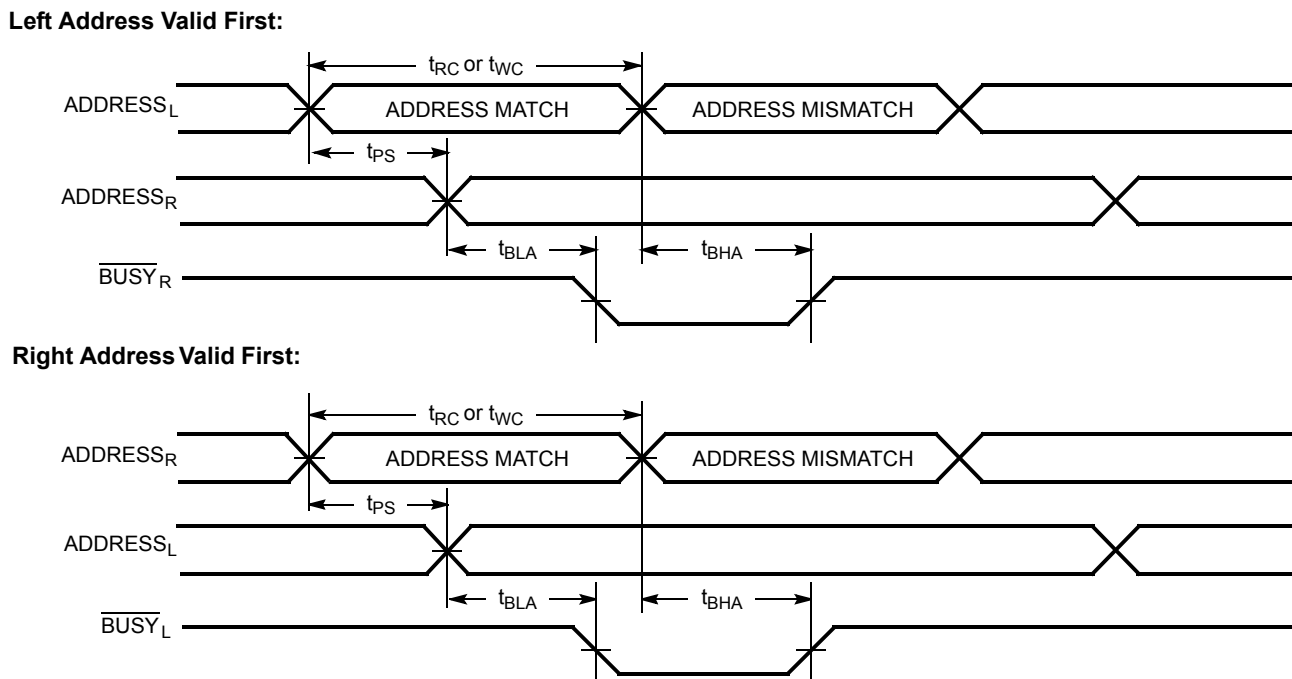 Left Address Valid First:
tRC or tWC
ADDRESSL
ADDRESS MATCH
ADDRESS MISMATCH
tPS
ADDRESSR
tBLA
tBHA
BUSYR
Right Address Valid First:
tRC or tWC
ADDRESSR
ADDRESS MATCH
ADDRESS MISMATCH
tPS
ADDRESSL
tBLA
tBHA
BUSYL